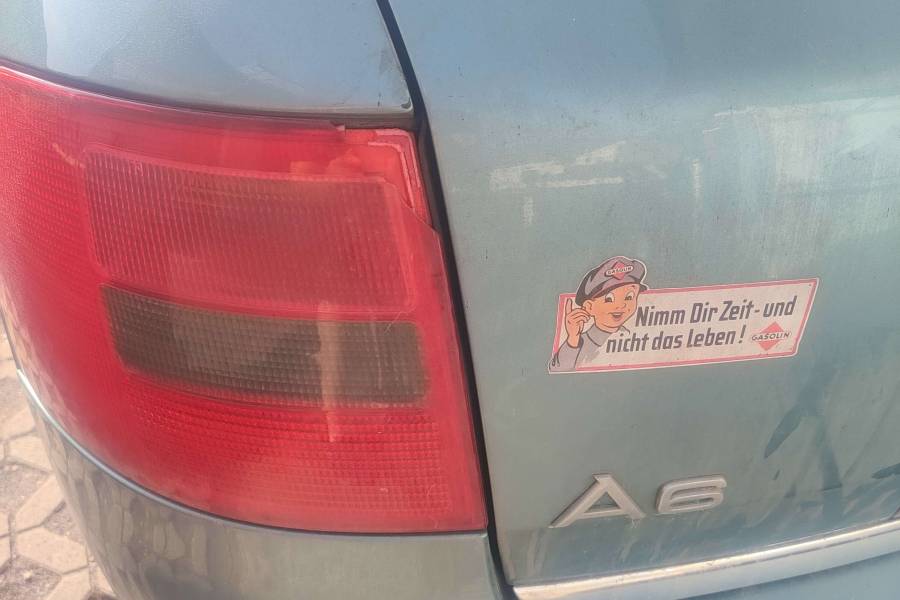 GASOLIN
Nimm Dir Zeit - und
nicht das Leben!
GASOLIN
A6